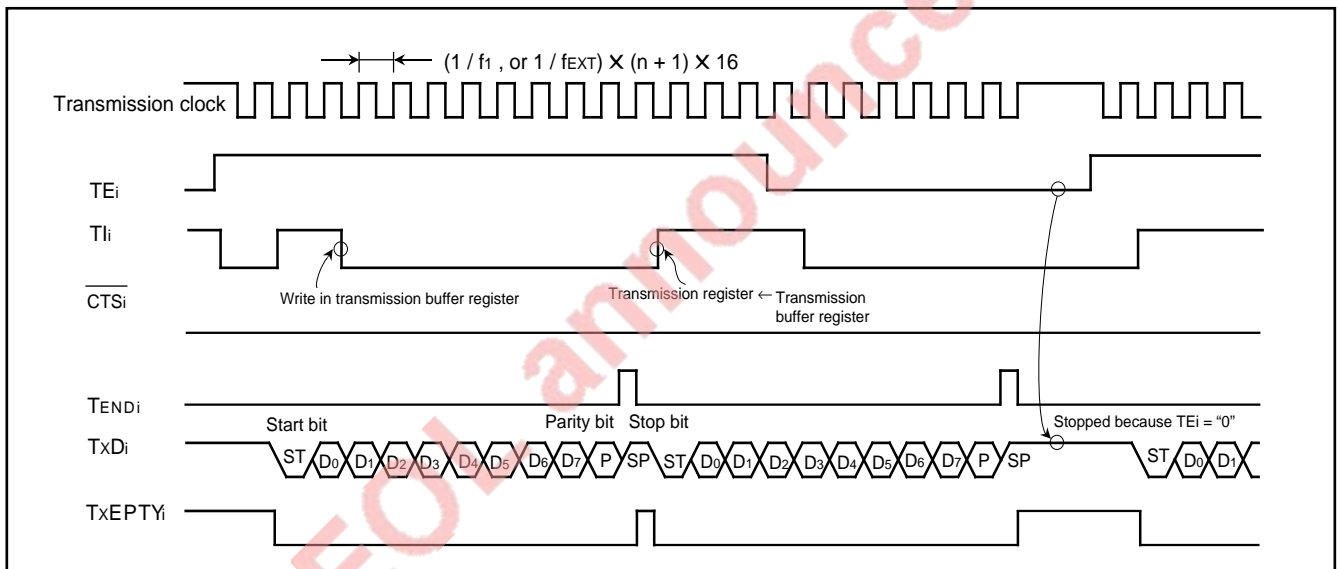 (1 / f1 , or 1 / fEXT) X (n + 1) X 16
Transmission clock
TEi
TIi
Write in transmission buffer register
Transmission register ← Transmission
buffer register
CTSi
TENDi
Start bit
Parity bit
Stop bit
Stopped because TEi = "0"
TXDi
ST D0 D1 D2 D3 D4 D5 D6 D7 P SP ST D0 D1 D2 D3 D4 D5 D6 D7 P SP ST D0 D1
TXEPTYi
EOL announce